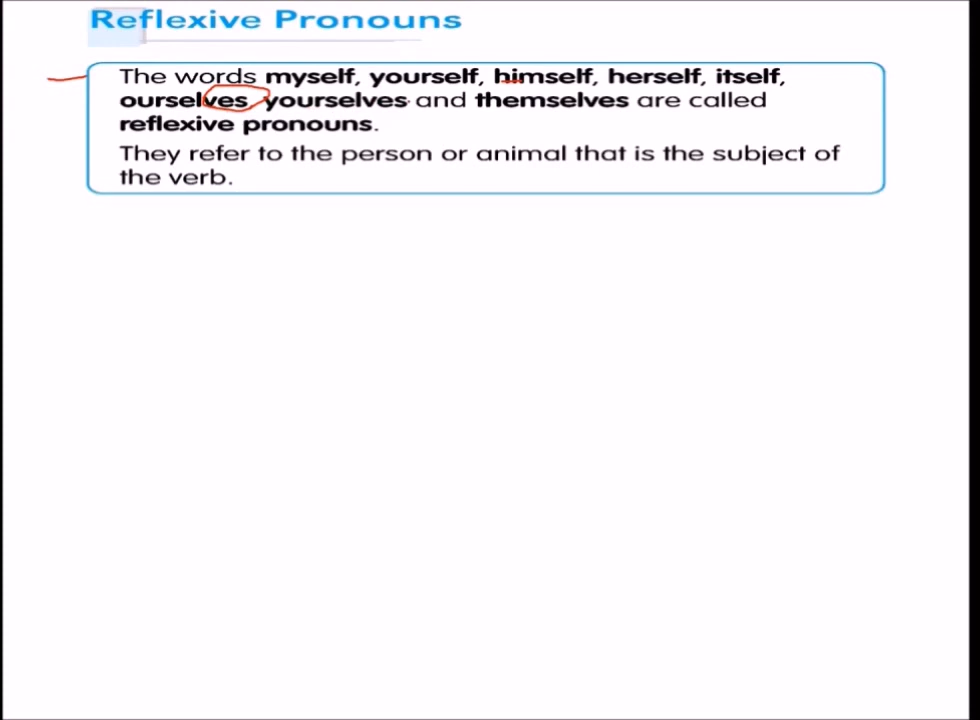 Reflexive Pronouns
The words myself, yourself, himself, herself, itself,
ourselves, yourselves and themselves are called
reflexive pronouns.
They refer to the person or animal that is the subject of
the verb.